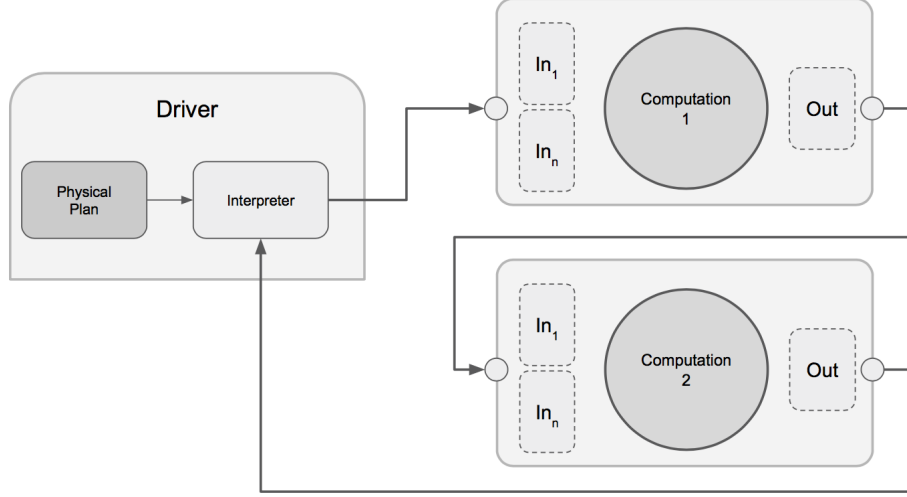 Driver
Physical
Plan
Interpreter
In₁
Inₙ
Computation
1
Out
In₁
Inₙ
Computation
2
Out